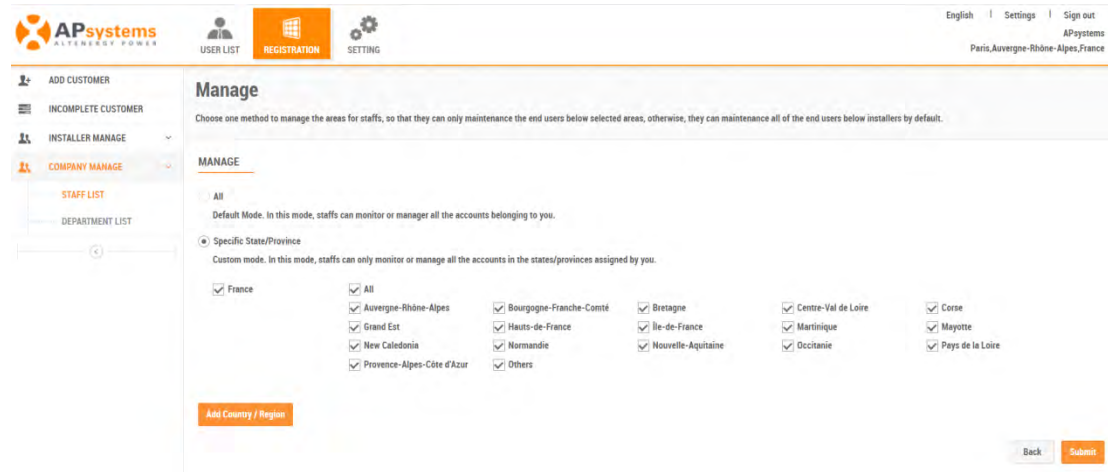 English | Settings | Sign out
APsystems
ALTENERGY POWER
USER LIST
REGISTRATION
SETTING
APsystems
Paris,Auvergne-Rhône-Alpes,France
ADD CUSTOMER
INCOMPLETE CUSTOMER
INSTALLER MANAGE
COMPANY MANAGE
STAFF LIST
DEPARTMENT LIST
Manage
Choose one method to manage the areas for staffs, so that they can only maintenance the end users below selected areas, otherwise, they can maintenance all of the end users below installers by default.
MANAGE
All
Default Mode. In this mode, staffs can monitor or manager all the accounts belonging to you.
Specific State/Province
Custom mode. In this mode, staffs can only monitor or manage all the accounts in the states/provinces assigned by you.
France All
Auvergne-Rhône-Alpes Bourgogne-Franche-Comté Bretagne Centre-Val de Loire Corse
Grand Est Hauts-de-France Île-de-France Martinique Mayotte
New Caledonia Normandie Nouvelle-Aquitaine Occitanie Pays de la Loire
Provence-Alpes-Côte d'Azur Others
Add Country / Region
Back Submit